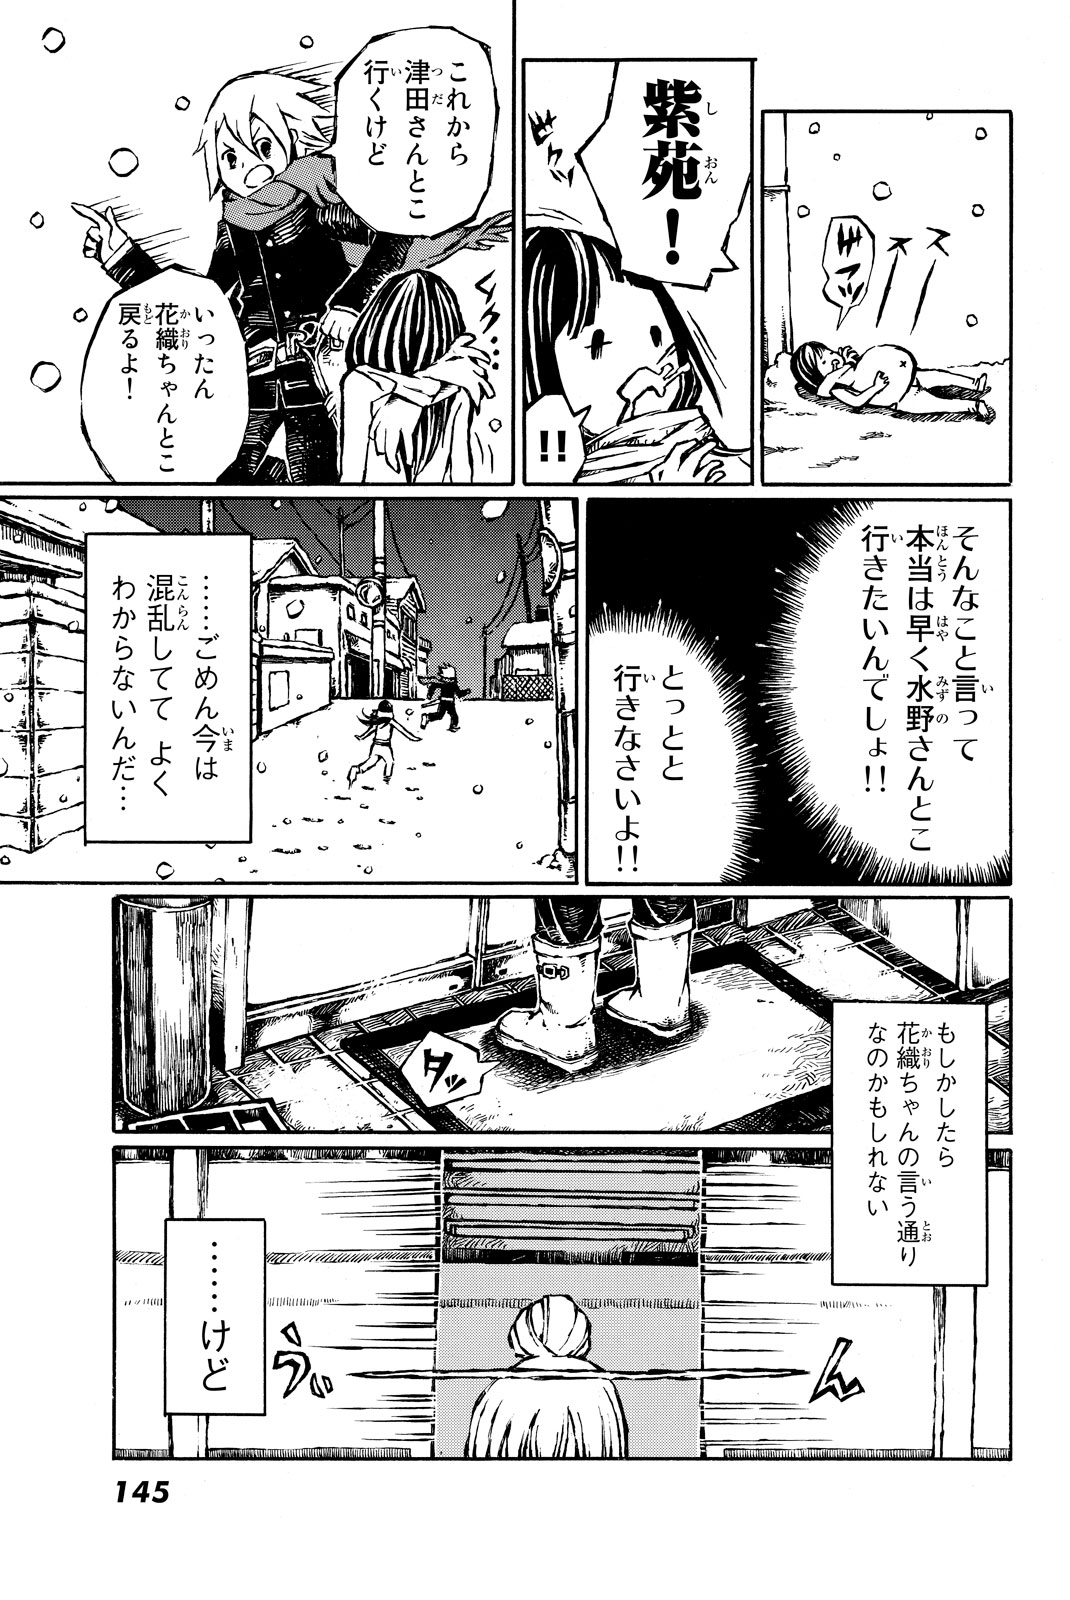 スス
ザッ
紫苑!
!!
これから
津田さんとこ
行くけど
いったん
花織ちゃんとこ
戻るよ!
そんなこと言って
本当は早く水野さんとこ
行きたいんでしょ!!
とっとと
行きなさいよ!!
……ごめん今は
混乱してて よく
わからないんだ…
もしかしたら
花織ちゃんの言う通り
なのかもしれない
ダッ
うぃ
ん
……けど
145